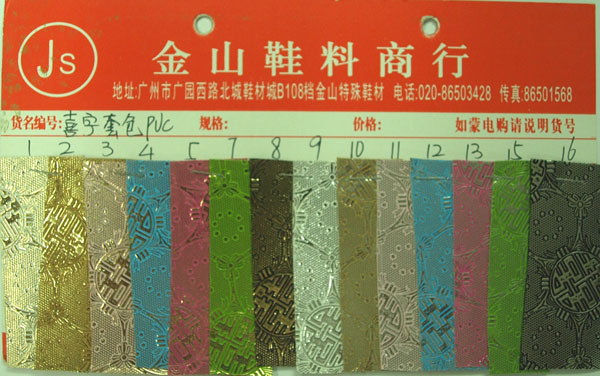 Js
金山鞋料商行
地址:广州市广园西路北城鞋材城B108档金山特殊鞋材 电话:020-86503428 传真:86501568
货名编号:喜字套包PVC 规格: 价格: 如蒙电购请说明货号
1 2 3 4 5 7 8 9 10 11 12 13 15 16